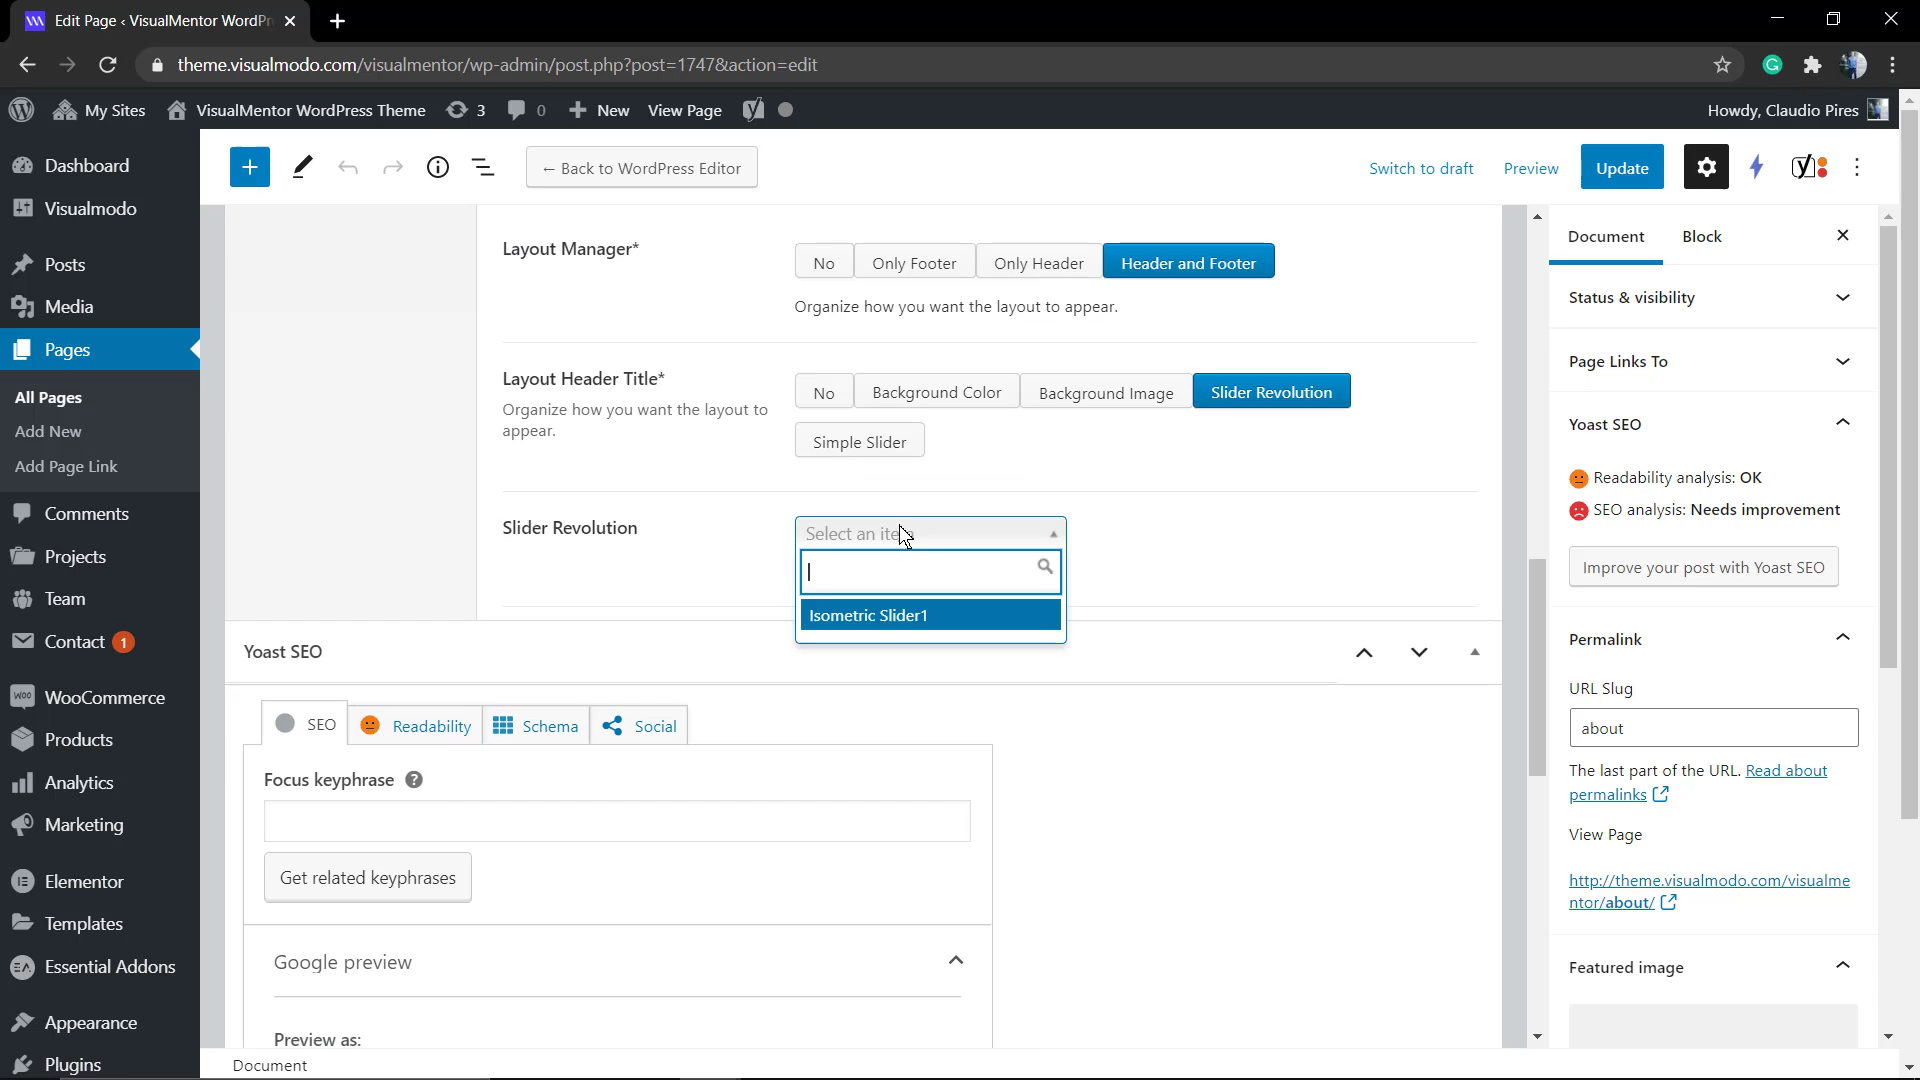 Edit Page ‹ VisualMentor WordPr
theme.visualmodo.com/visualmentor/wp-admin/post.php?post=1747&action=edit
My Sites
VisualMentor WordPress Theme
3
0
New
View Page
Howdy, Claudio Pires
Dashboard
Visualmodo
Posts
Media
Pages
All Pages
Add New
Add Page Link
Comments
Projects
Team
Contact 1
WooCommerce
Products
Analytics
Marketing
Elementor
Templates
Essential Addons
Appearance
Plugins
← Back to WordPress Editor
Switch to draft
Preview
Update
Layout Manager*
No
Only Footer
Only Header
Header and Footer
Organize how you want the layout to appear.
Layout Header Title*
Organize how you want the layout to
appear.
No
Background Color
Background Image
Slider Revolution
Simple Slider
Slider Revolution
Select an item
Isometric Slider1
Yoast SEO
SEO
Readability
Schema
Social
Focus keyphrase
Get related keyphrases
Google preview
Preview as:
Document
Document
Block
Status & visibility
Page Links To
Yoast SEO
Readability analysis: OK
SEO analysis: Needs improvement
Improve your post with Yoast SEO
Permalink
URL Slug
about
The last part of the URL. Read about
permalinks
View Page
http://theme.visualmodo.com/visualme
ntor/about/
Featured image